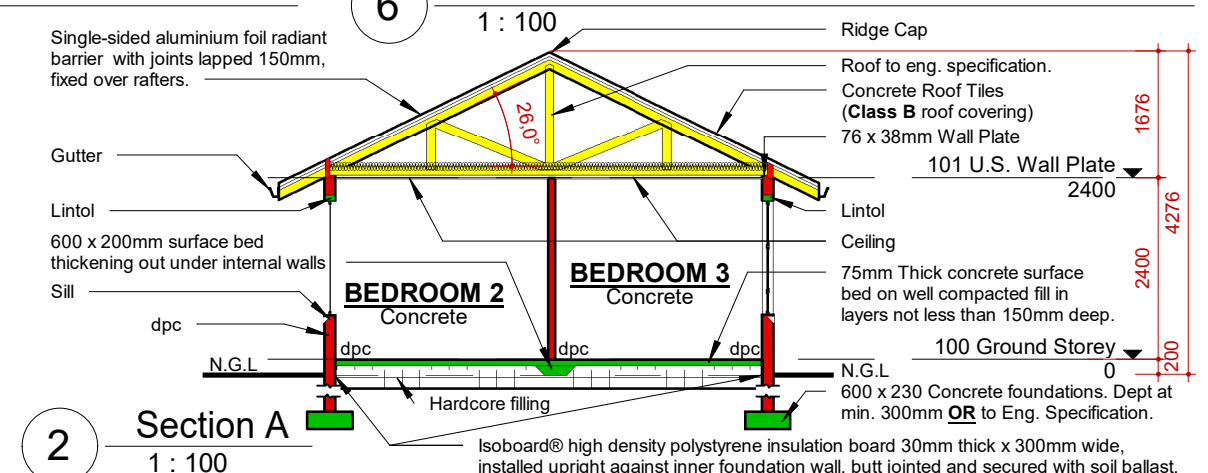 6
1 : 100
Single-sided aluminium foil radiant
barrier with joints lapped 150mm,
fixed over rafters.
Gutter
Lintol
600 x 200mm surface bed
thickening out under internal walls
Sill
dpc
N.G.L
26,0°
BEDROOM 2
Concrete
BEDROOM 3
Concrete
dpc
dpc
dpc
Hardcore filling
Ridge Cap
Roof to eng. specification.
Concrete Roof Tiles
(Class B roof covering)
76 x 38mm Wall Plate
101 U.S. Wall Plate
2400
Lintol
Ceiling
75mm Thick concrete surface
bed on well compacted fill in
layers not less than 150mm deep.
100 Ground Storey
0
N.G.L
600 x 230 Concrete foundations. Dept at
min. 300mm OR to Eng. Specification.
1676
2400
200
4276
2
Section A
1 : 100
Isoboard® high density polystyrene insulation board 30mm thick x 300mm wide,
installed upright against inner foundation wall, butt jointed and secured with soil ballast.